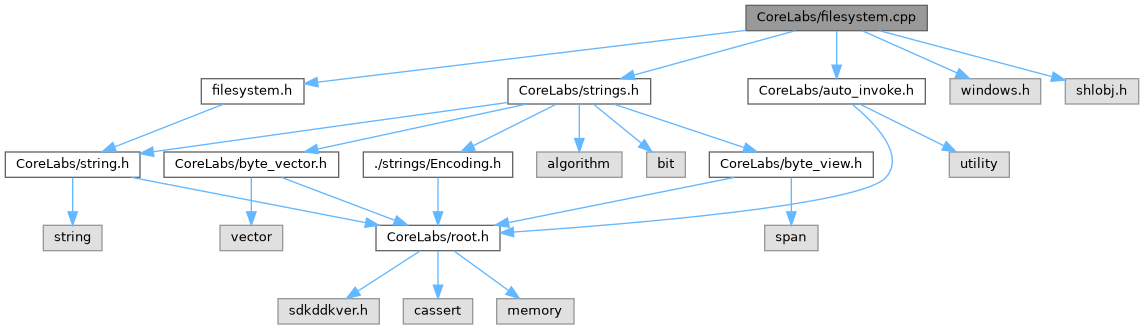 CoreLabs/filesystem.cpp
filesystem.h
CoreLabs/strings.h
CoreLabs/auto_invoke.h
windows.h
shlobj.h
CoreLabs/string.h
CoreLabs/byte_vector.h
./strings/Encoding.h
algorithm
bit
CoreLabs/byte_view.h
utility
string
vector
CoreLabs/root.h
span
sdkddkver.h
cassert
memory